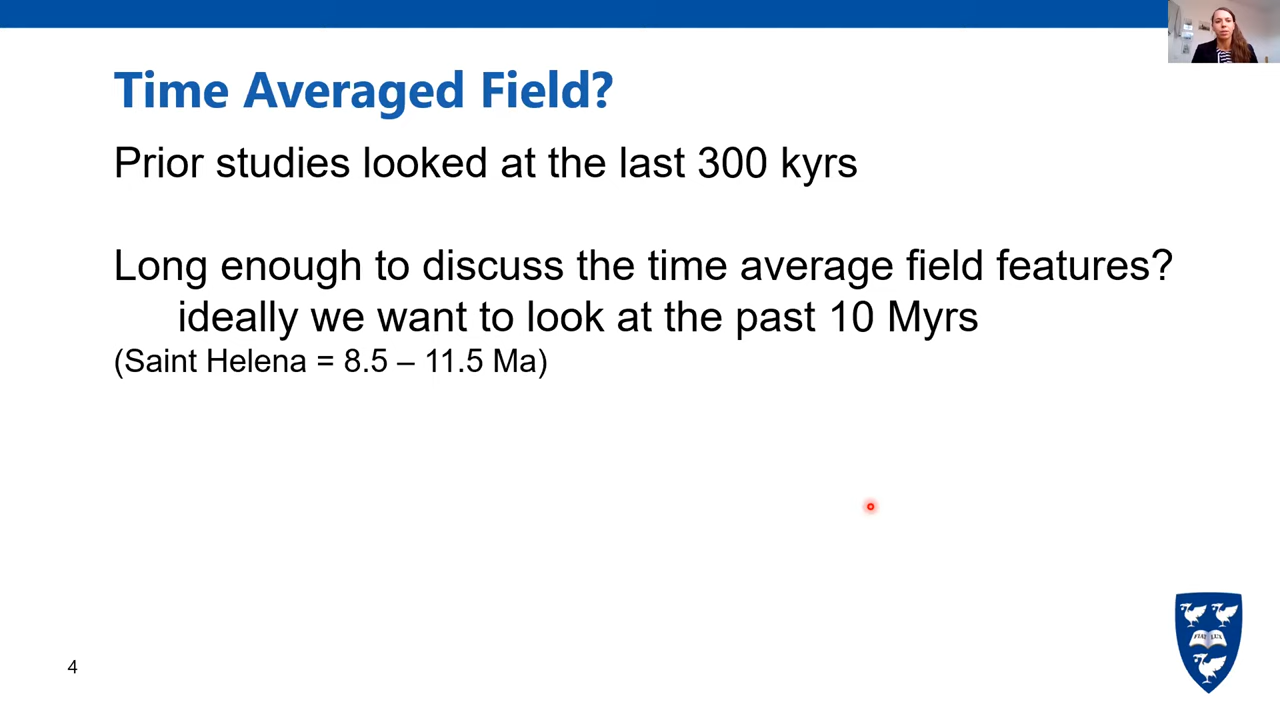 Time Averaged Field?
Prior studies looked at the last 300 kyrs
Long enough to discuss the time average field features?
ideally we want to look at the past 10 Myrs
(Saint Helena = 8.5 – 11.5 Ma)
FIAT LUX
4